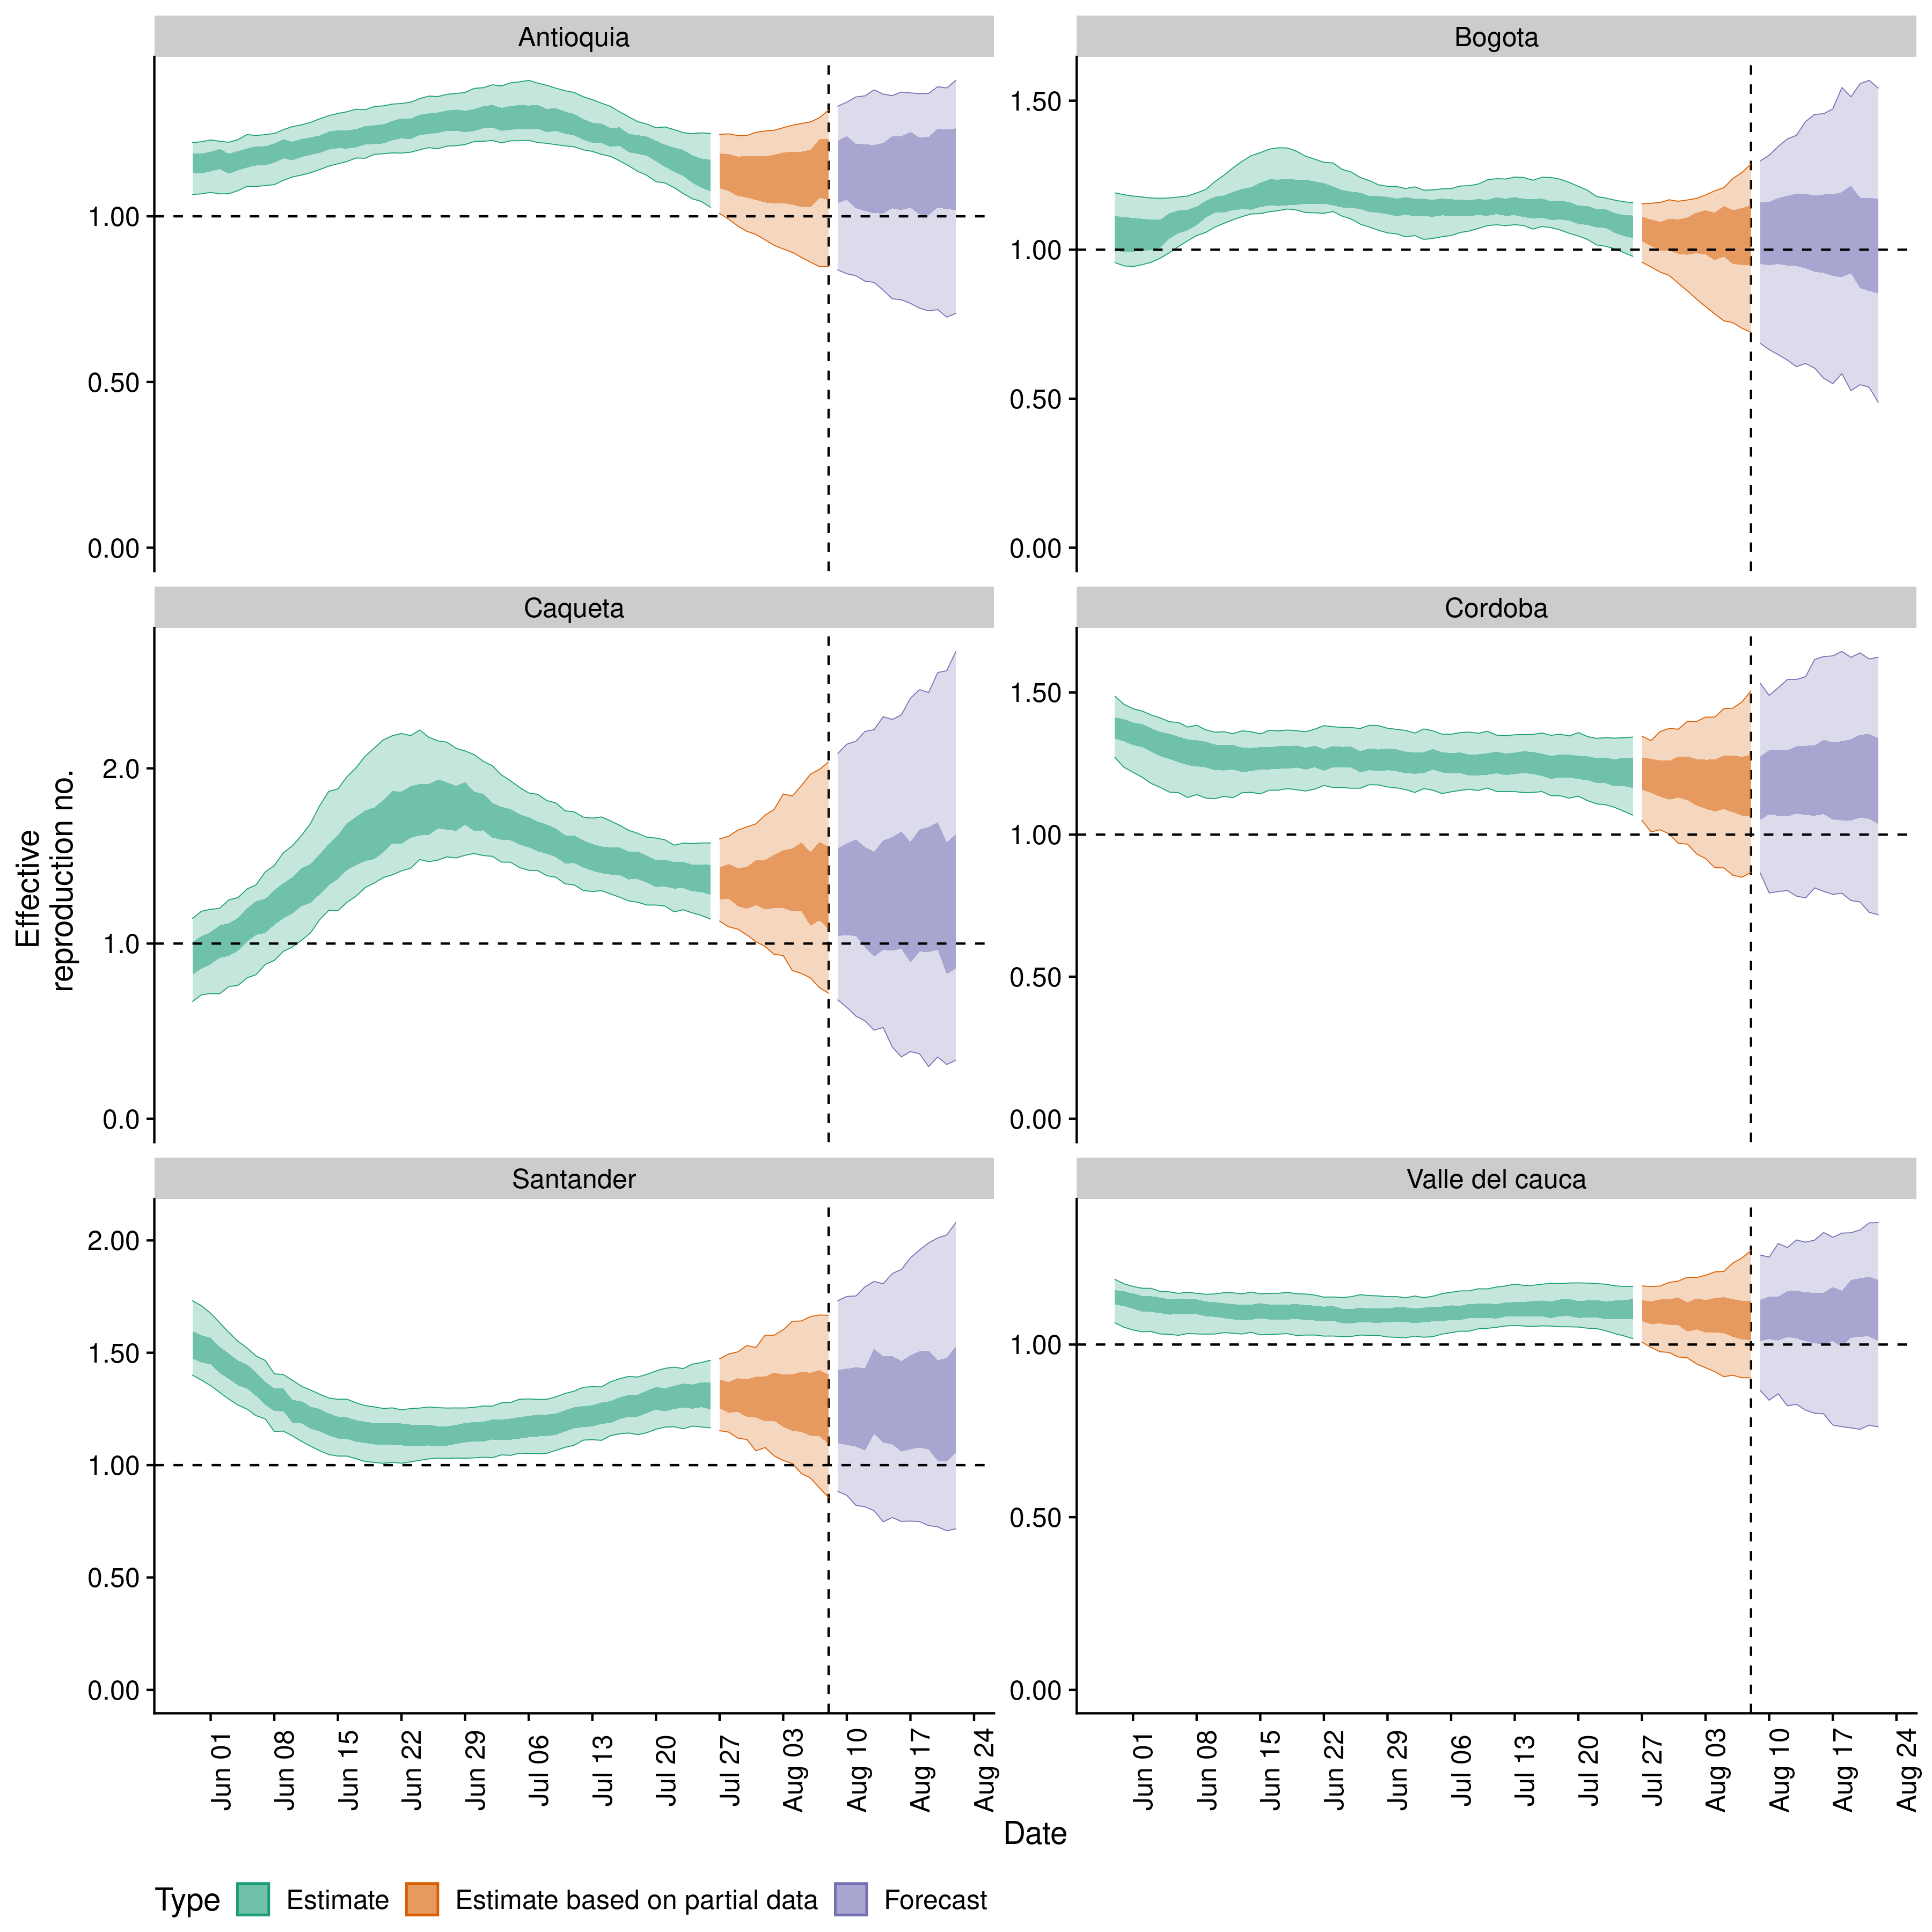 Antioquia
Bogota
1.00
0.50
0.00
1.50
1.00
0.50
0.00
Caqueta
Cordoba
Effective
reproduction no.
2.0
1.0
0.0
1.50
1.00
0.50
0.00
Santander
Valle del cauca
2.00
1.50
1.00
0.50
0.00
1.00
0.50
0.00
Jun 01
Jun 08
Jun 15
Jun 22
Jun 29
Jul 06
Jul 13
Jul 20
Jul 27
Aug 03
Aug 10
Aug 17
Aug 24
Jun 01
Jun 08
Jun 15
Jun 22
Jun 29
Jul 06
Jul 13
Jul 20
Jul 27
Aug 03
Aug 10
Aug 17
Aug 24
Date
Type Estimate Estimate based on partial data Forecast